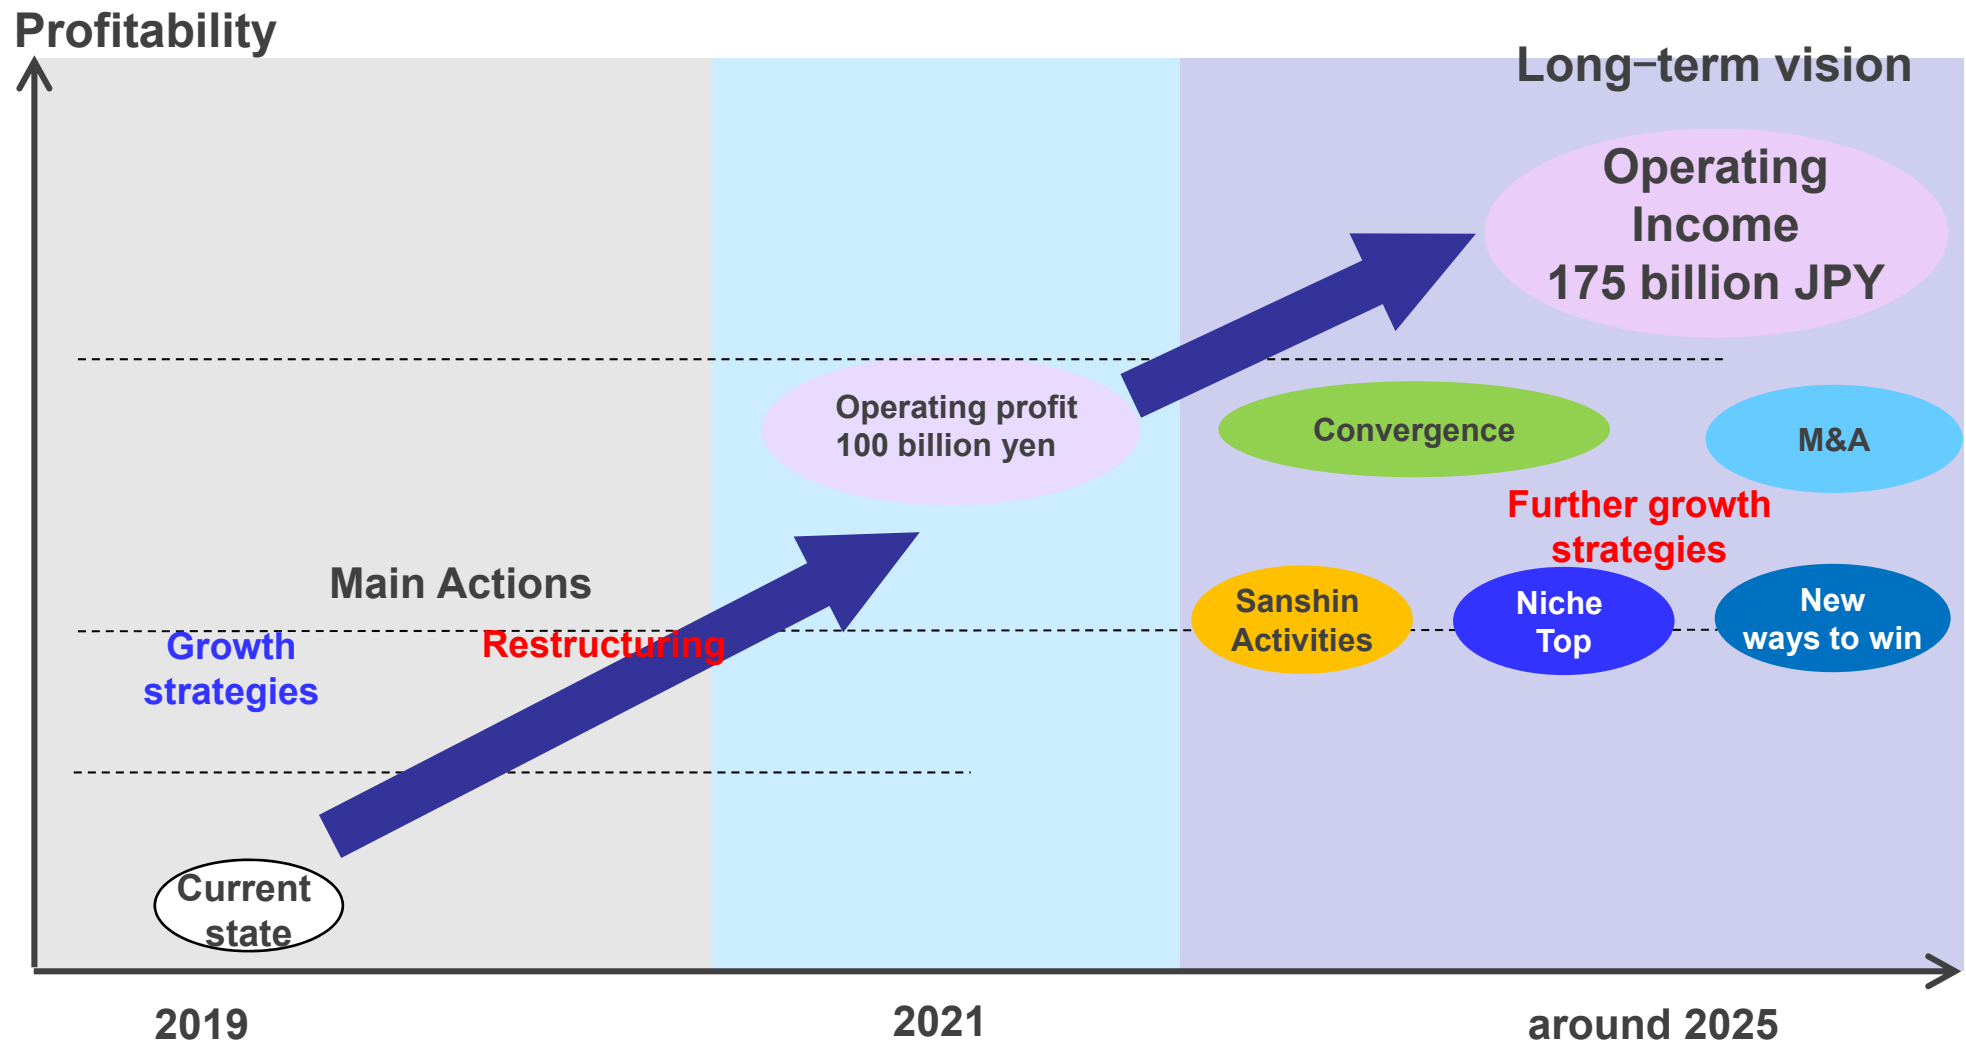 Profitability
Long–term vision
Operating
Income
175 billion JPY
Operating profit
100 billion yen
Convergence
M&A
Further growth
strategies
Main Actions
Growth
strategies
Restructuring
Sanshin
Activities
Niche
Top
New
ways to win
Current
state
2019
2021
around 2025